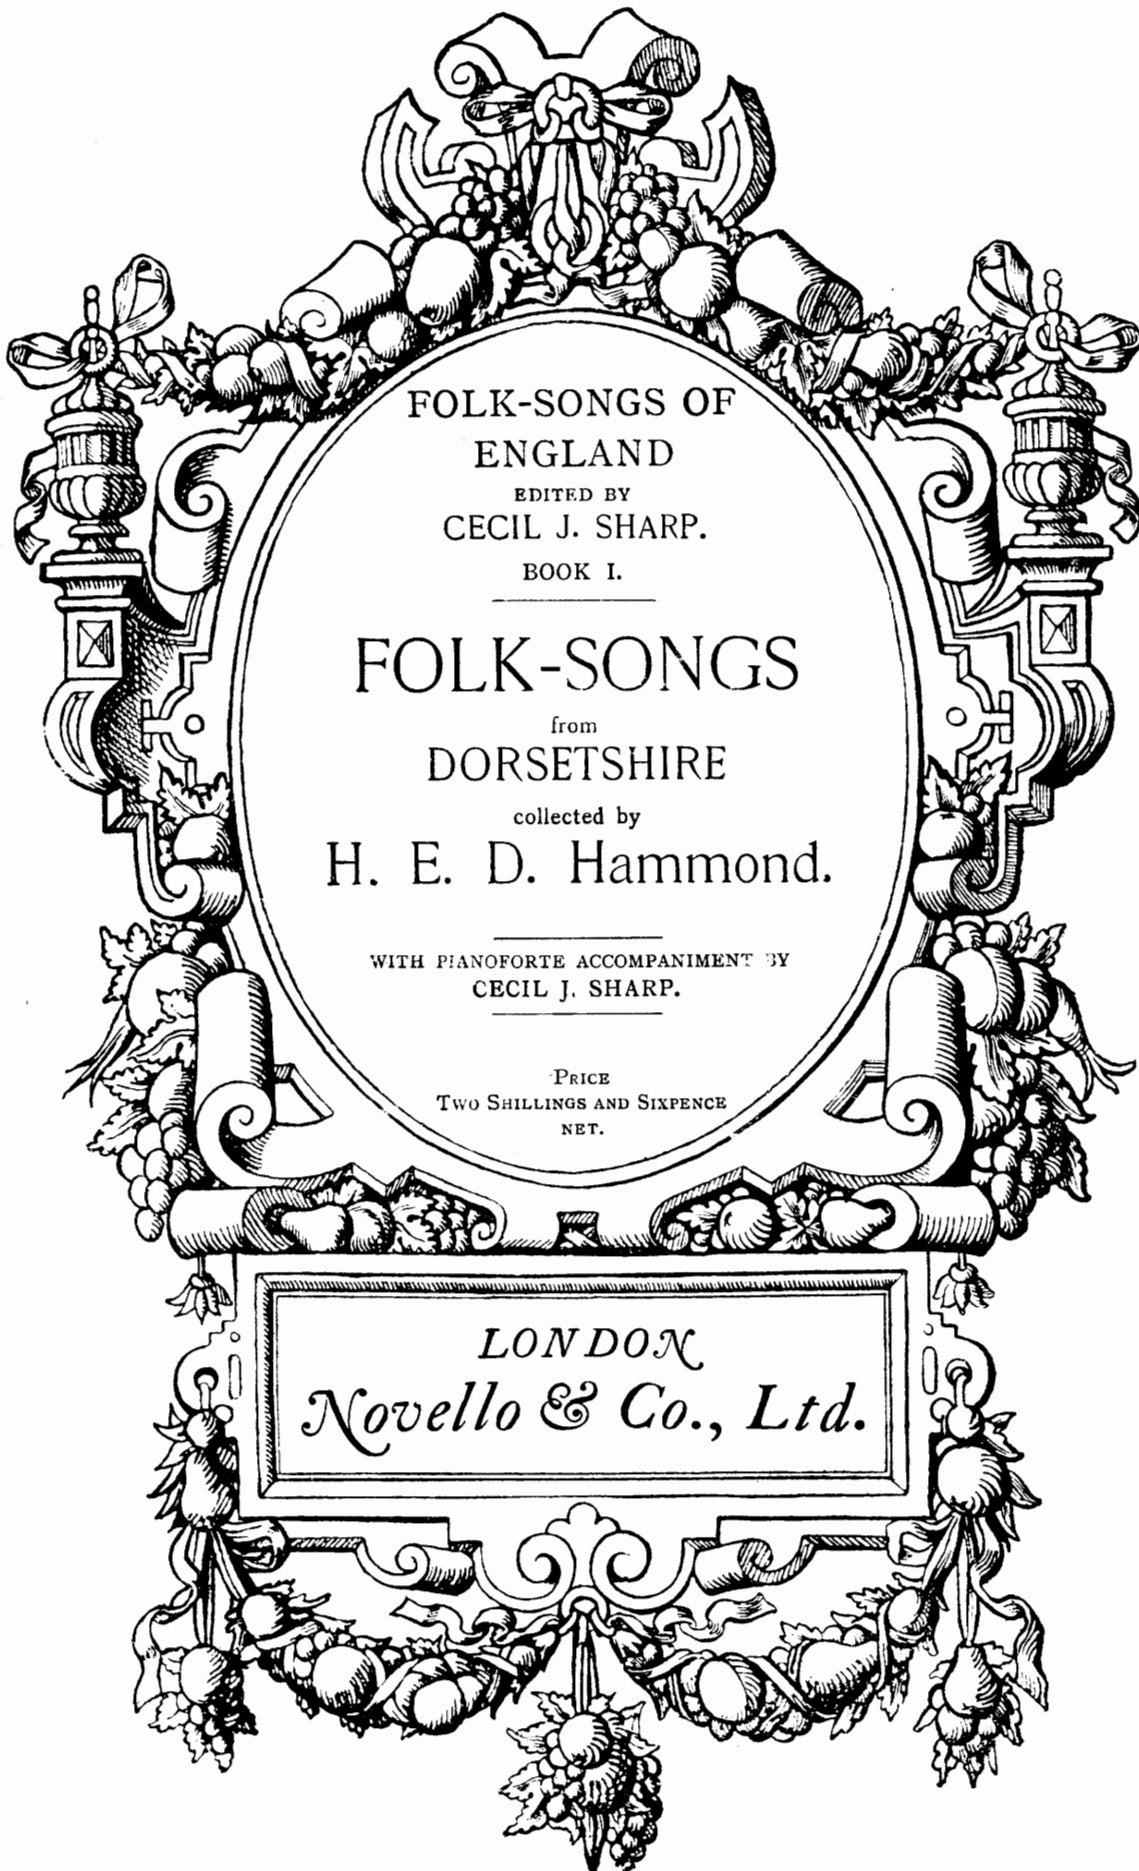 FOLK-SONGS OF
ENGLAND
EDITED BY
CECIL J. SHARP.
BOOK I.
FOLK-SONGS
from
DORSETSHIRE
collected by
H. E. D. Hammond.
WITH PIANOFORTE ACCOMPANIMENT BY
CECIL J. SHARP.
PRICE
TWO SHILLINGS AND SIXPENCE
NET.
LONDON
Novello & Co., Ltd.